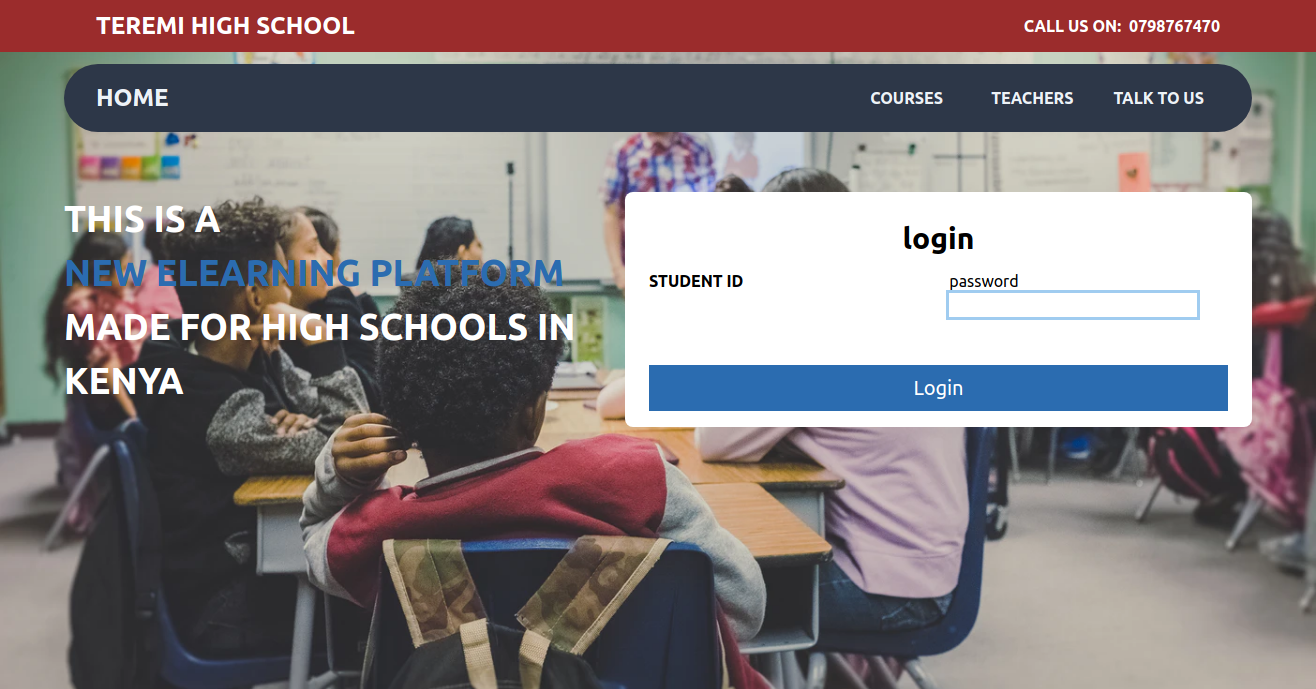 TEREMI HIGH SCHOOL
CALL US ON: 0798767470
HOME
COURSES
TEACHERS
TALK TO US
THIS IS A
NEW ELEARNING PLATFORM
MADE FOR HIGH SCHOOLS IN
KENYA
login
STUDENT ID
password
Login